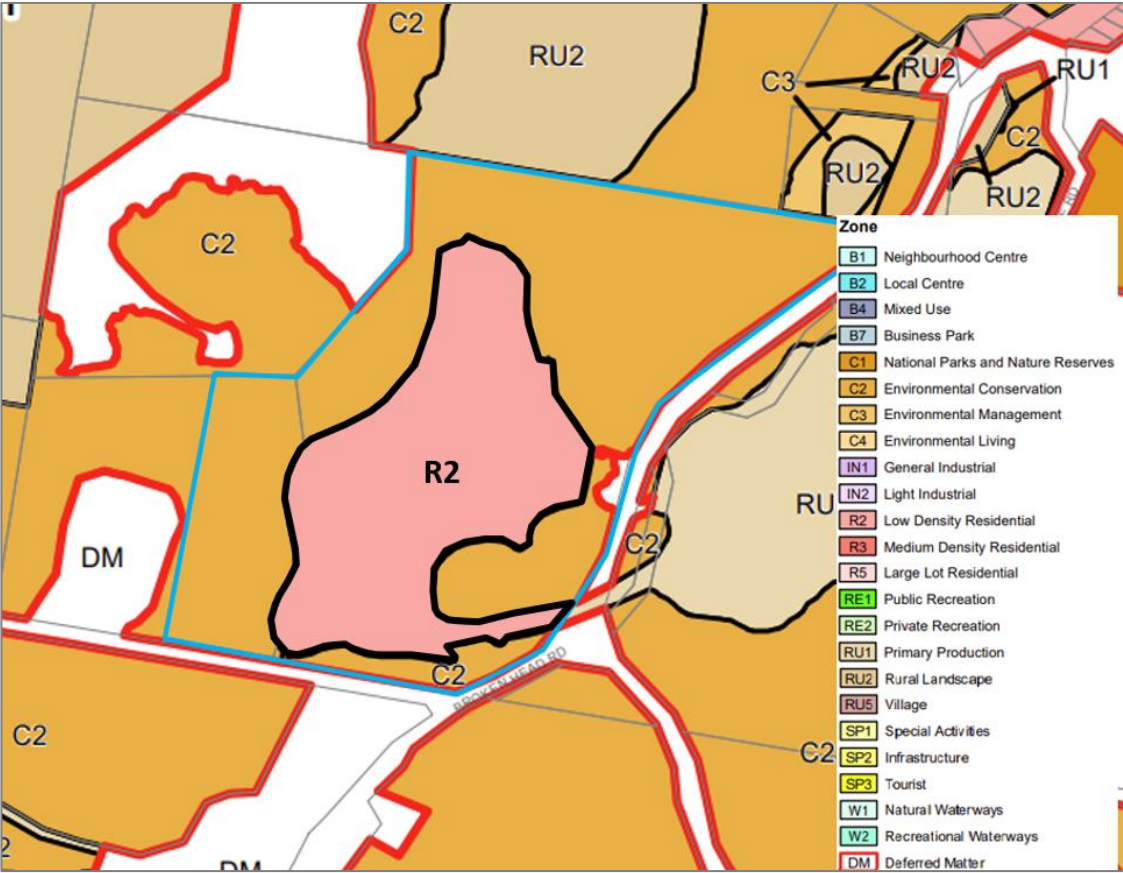 C2
RU2
C3
RU2
RU1
C2
RU2
RU2
C2
RD
R2
RU
C2
DM
C2
BROKEN HEAD RD
C2
C2
2
DM
Zone
B1 Neighbourhood Centre
B2 Local Centre
B4 Mixed Use
B7 Business Park
C1 National Parks and Nature Reserves
C2 Environmental Conservation
C3 Environmental Management
C4 Environmental Living
IN1 General Industrial
IN2 Light Industrial
R2 Low Density Residential
R3 Medium Density Residential
R5 Large Lot Residential
RE1 Public Recreation
RE2 Private Recreation
RU1 Primary Production
RU2 Rural Landscape
RU5 Village
SP1 Special Activities
SP2 Infrastructure
SP3 Tourist
W1 Natural Waterways
W2 Recreational Waterways
DM Deferred Matter